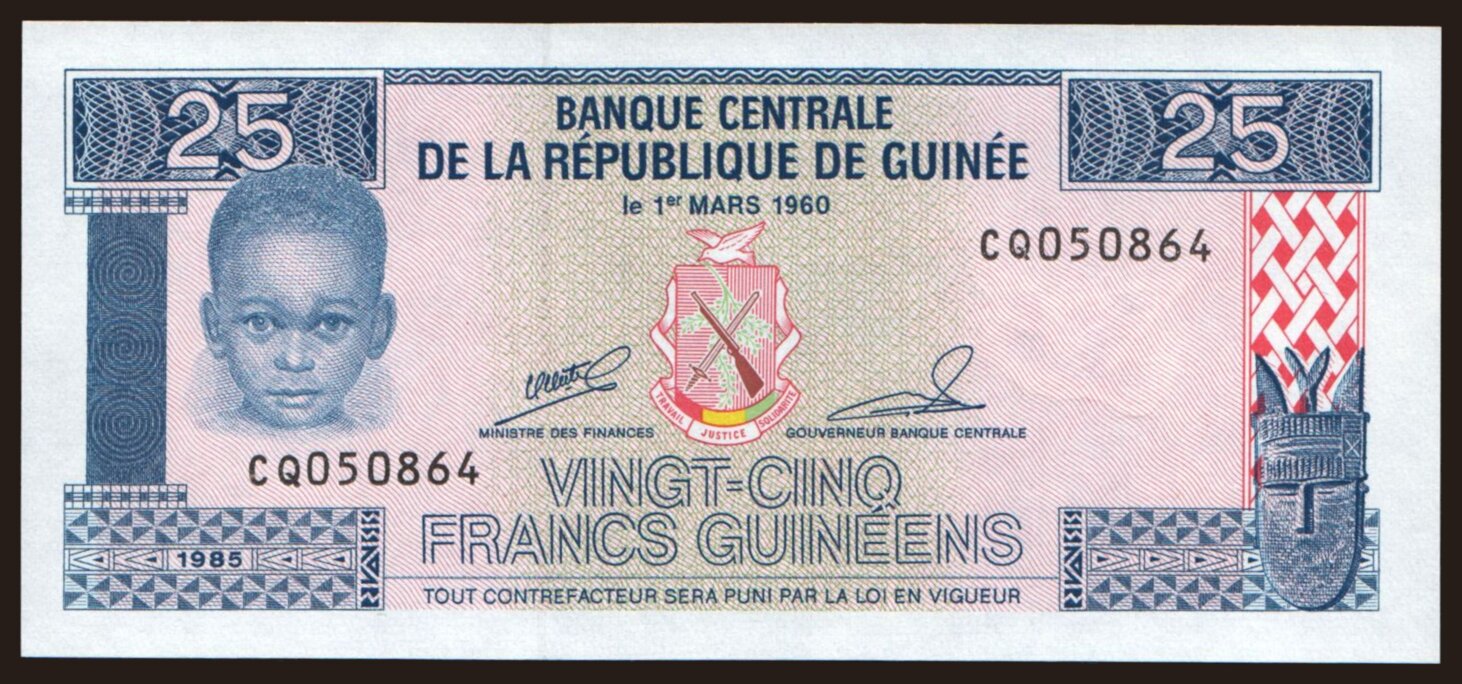 25
25
BANQUE CENTRALE
DE LA RÉPUBLIQUE DE GUINÉE
le 1er MARS 1960
CQ050864
TRAVAIL JUSTICE SOLIDARITÉ
MINISTRE DES FINANCES
GOUVERNEUR BANQUE CENTRALE
CQ050864
VINGT-CINQ
FRANCS GUINÉENS
1985
TOUT CONTREFACTEUR SERA PUNI PAR LA LOI EN VIGUEUR